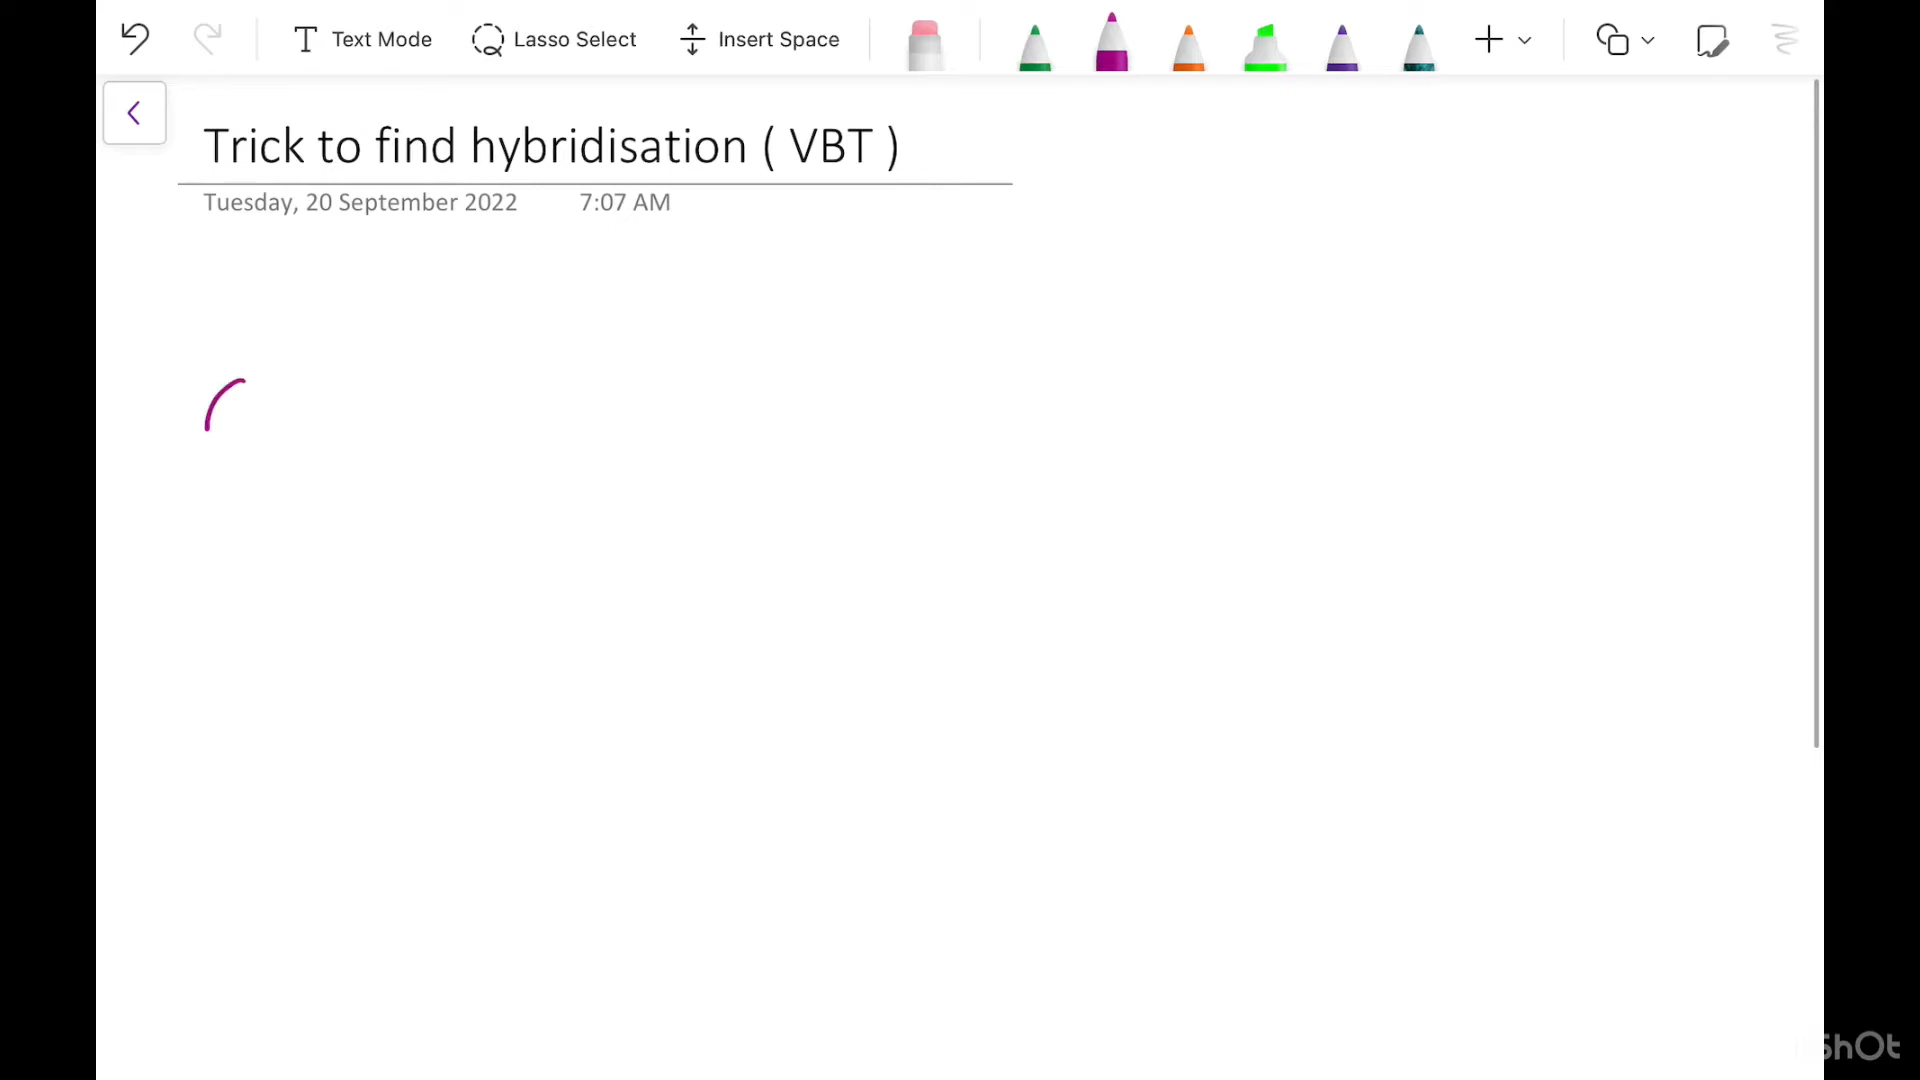 Text Mode Lasso Select Insert Space
Trick to find hybridisation ( VBT )
Tuesday, 20 September 2022 7:07 AM